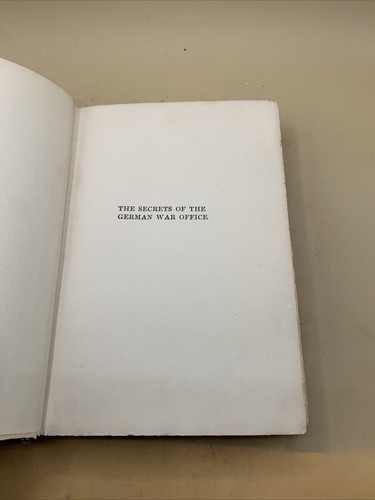 THE SECRETS OF THE
GERMAN WAR OFFICE